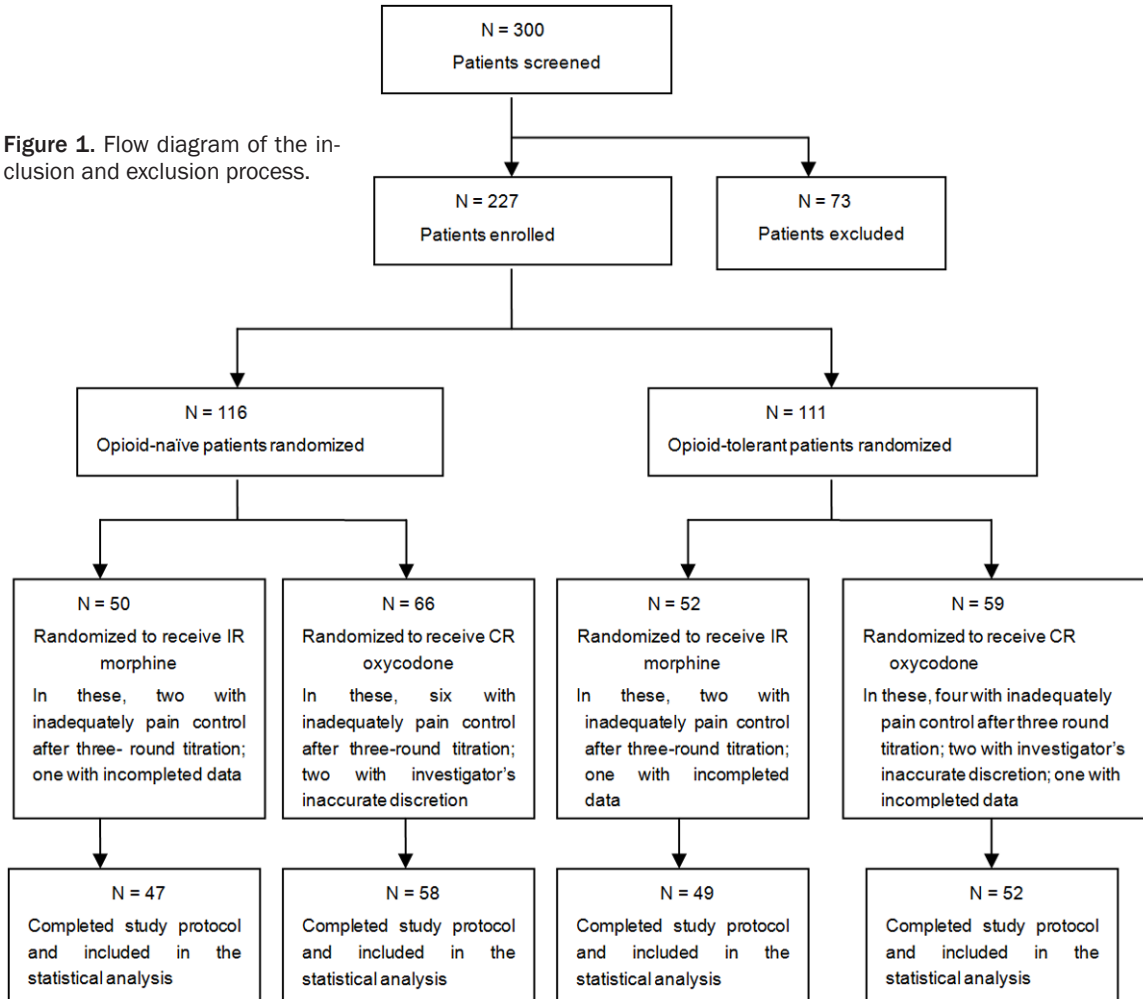 N = 300
Patients screened
Figure 1. Flow diagram of the in-
clusion and exclusion process.
N = 227
Patients enrolled
N = 73
Patients excluded
N = 116
Opioid-naïve patients randomized
N = 111
Opioid-tolerant patients randomized
N = 50
Randomized to receive IR
morphine
In these, two with
inadequately pain control
after three- round titration;
one with incompleted data
N = 66
Randomized to receive CR
oxycodone
In these, six with
inadequately pain control
after three-round titration;
two with investigator's
inaccurate discretion
N = 52
Randomized to receive IR
morphine
In these, two with
inadequately pain control
after three-round titration;
one with incompleted
data
N = 59
Randomized to receive CR
oxycodone
In these, four with inadequately
pain control after three round
titration; two with investigator's
inaccurate discretion; one with
incompleted data
N = 47
Completed study protocol
and included in the
statistical analysis
N = 58
Completed study protocol
and included in the
statistical analysis
N = 49
Completed study protocol
and included in the
statistical analysis
N = 52
Completed study protocol
and included in the
statistical analysis